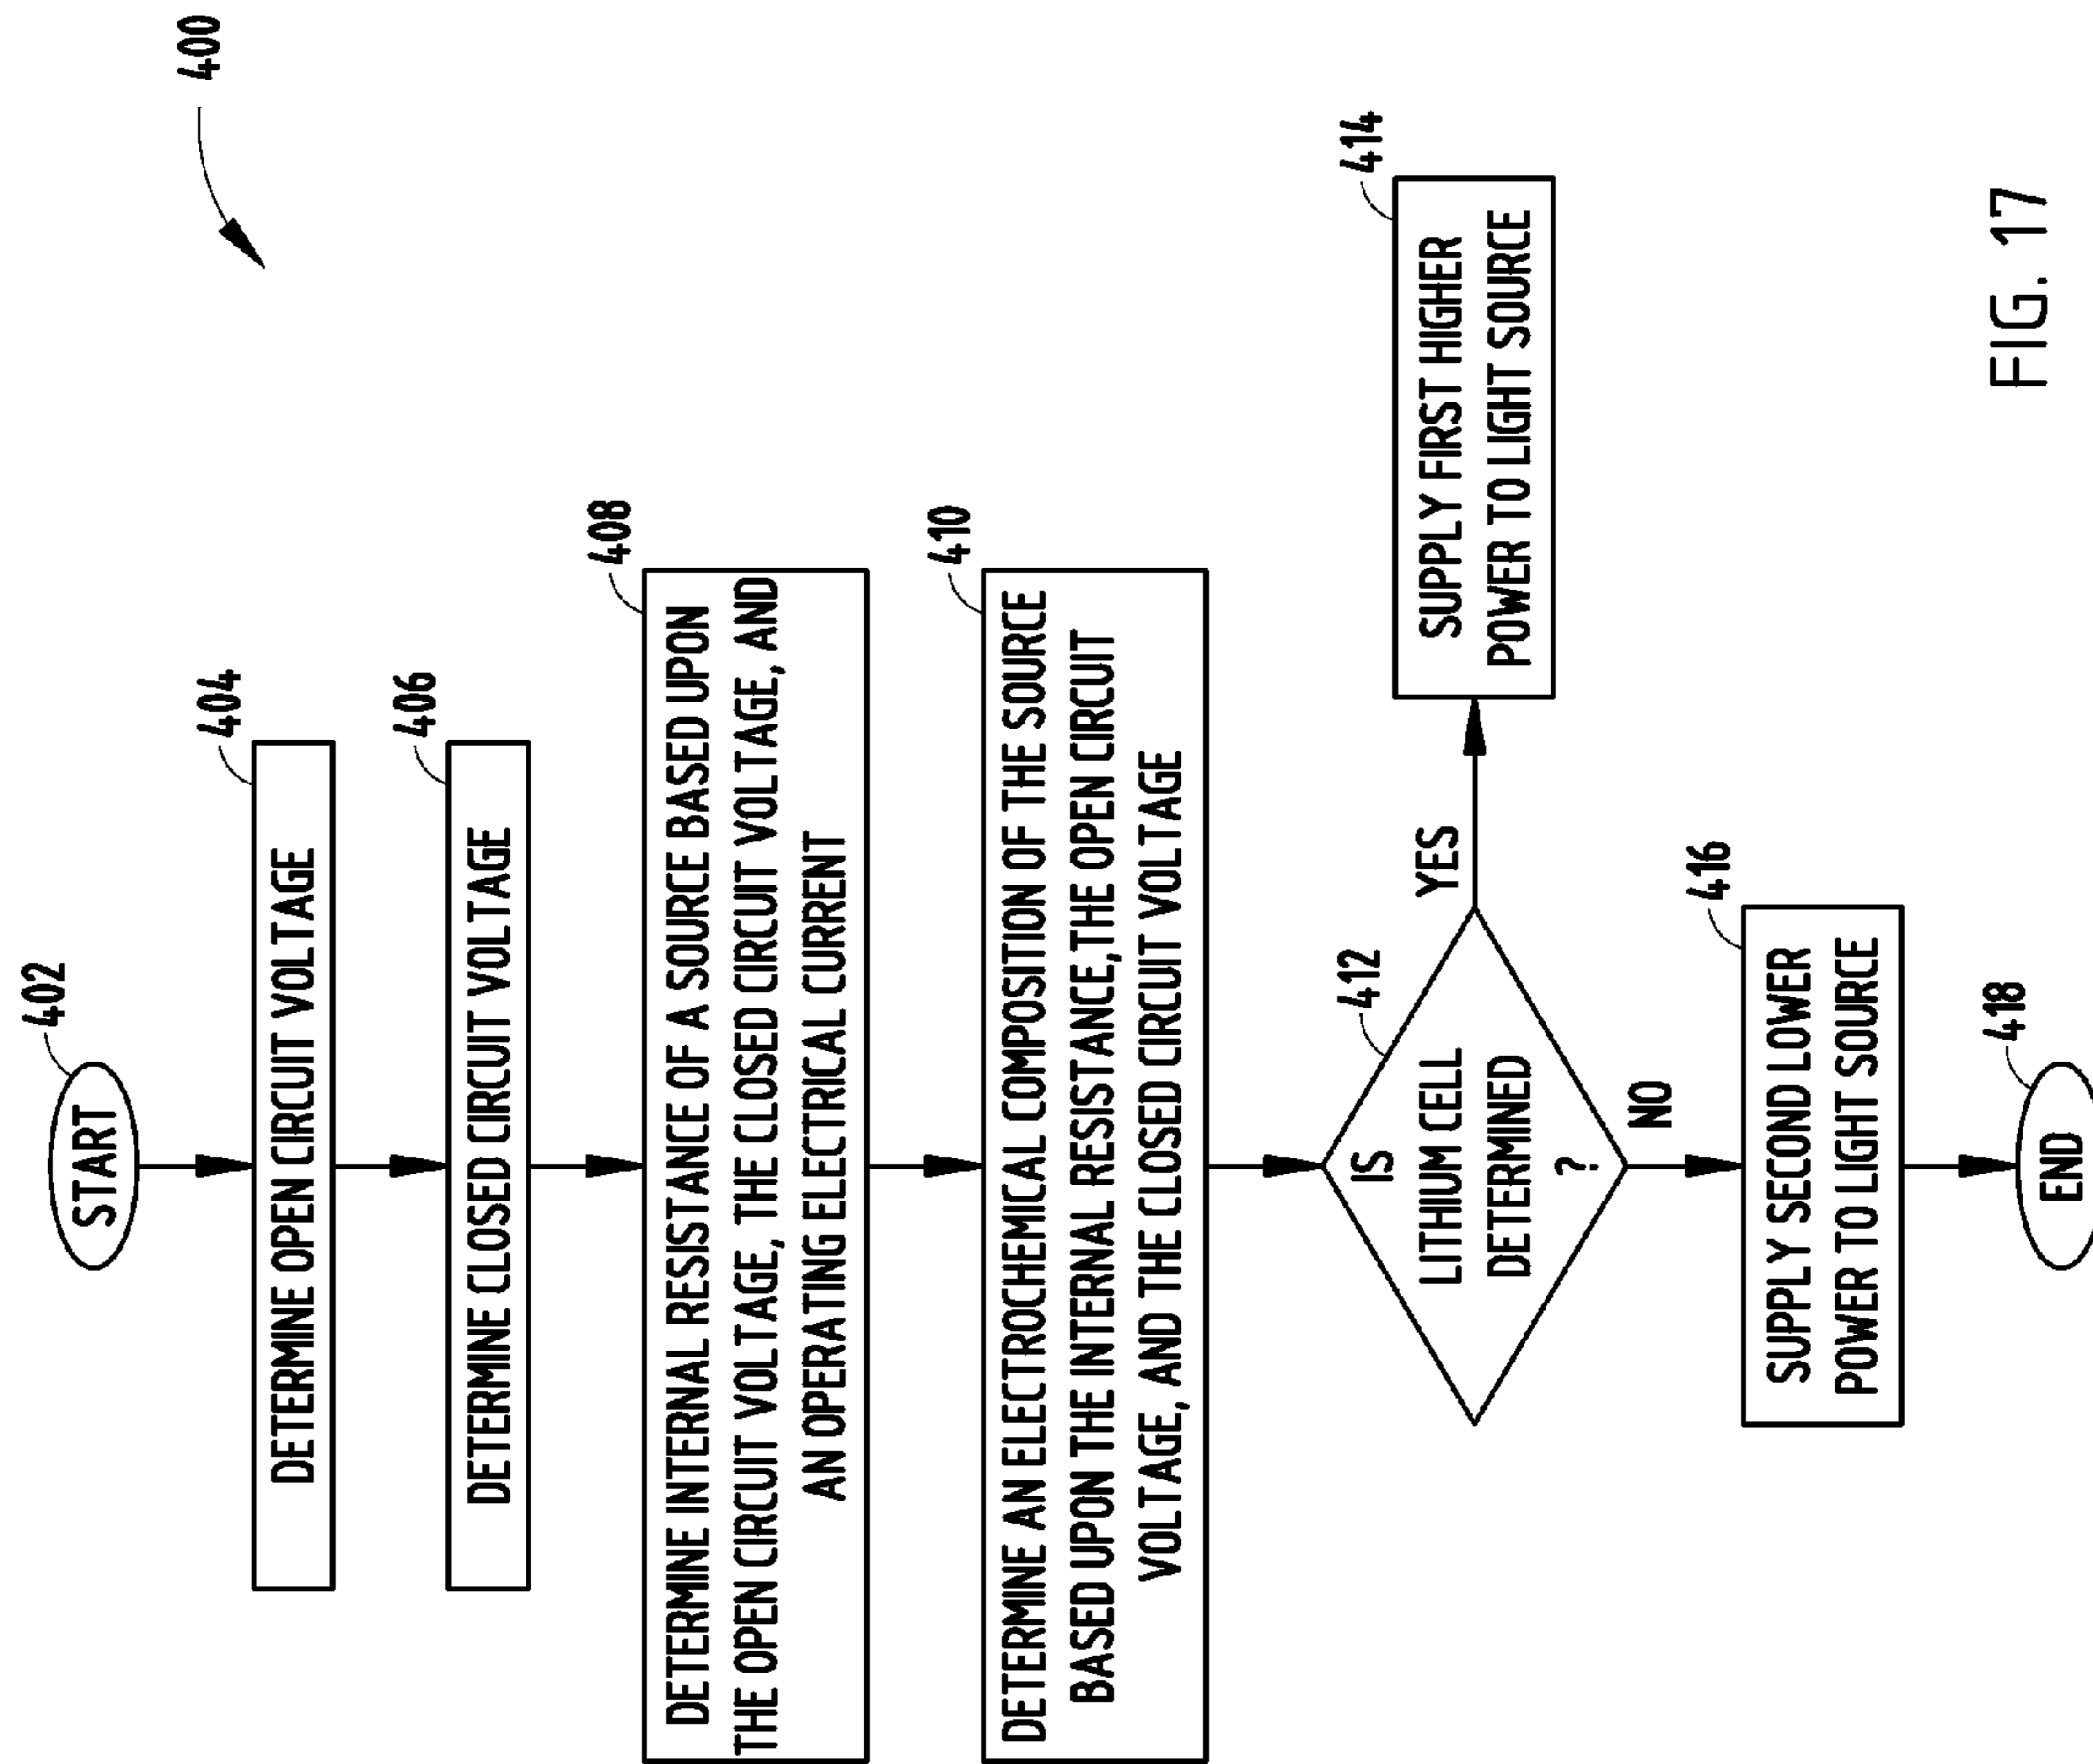 400
402
START
404
DETERMINE OPEN CIRCUIT VOLTAGE
406
DETERMINE CLOSED CIRCUIT VOLTAGE
408
DETERMINE INTERNAL RESISTANCE OF A SOURCE BASED UPON
THE OPEN CIRCUIT VOLTAGE, THE CLOSED CIRCUIT VOLTAGE, AND
AN OPERATING ELECTRICAL CURRENT
410
DETERMINE AN ELECTROCHEMICAL COMPOSITION OF THE SOURCE
BASED UPON THE INTERNAL RESISTANCE,THE OPEN CIRCUIT
VOLTAGE, AND THE CLOSED CIRCUIT VOLTAGE
412
IS
LITHIUM CELL
DETERMINED
?
YES
414
SUPPLY FIRST HIGHER
POWER TO LIGHT SOURCE
NO
416
SUPPLY SECOND LOWER
POWER TO LIGHT SOURCE
418
END
FIG. 17